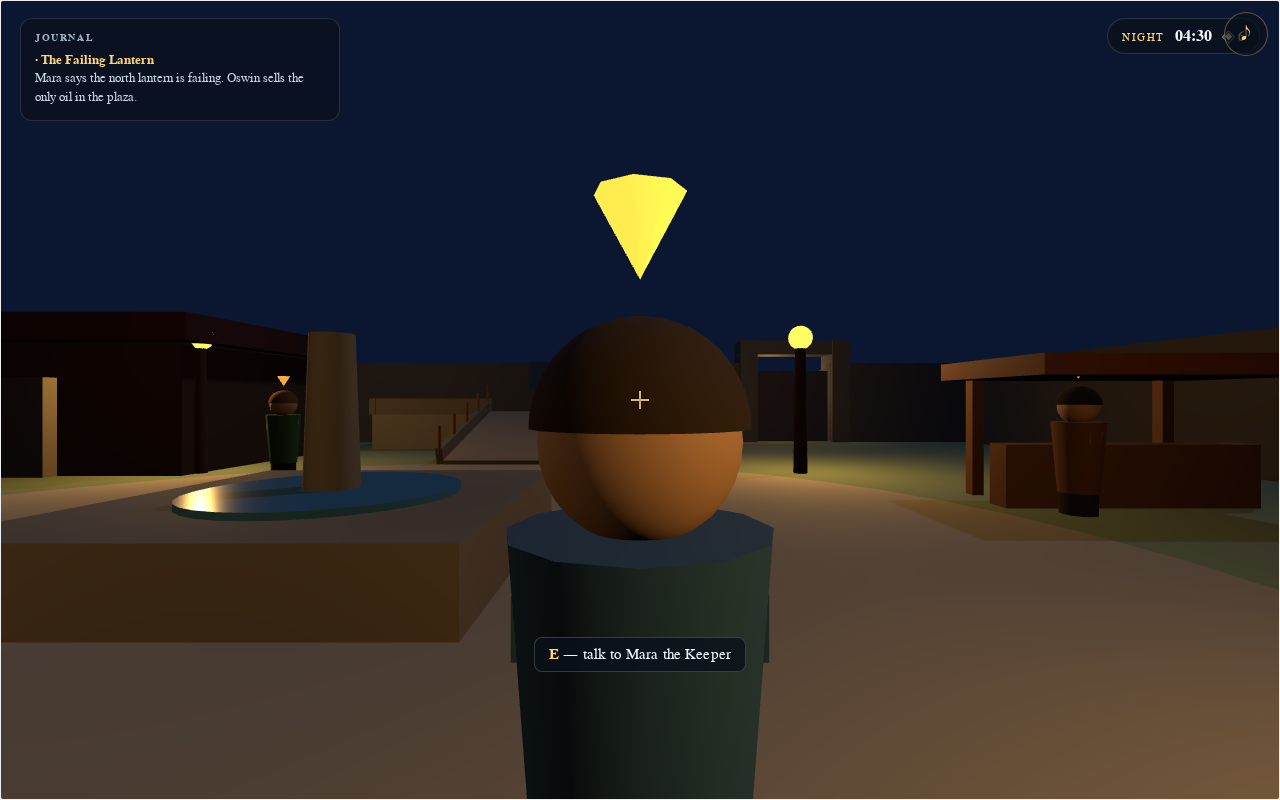 JOURNAL
· The Failing Lantern
Mara says the north lantern is failing. Oswin sells the
only oil in the plaza.
NIGHT 04:30
E — talk to Mara the Keeper